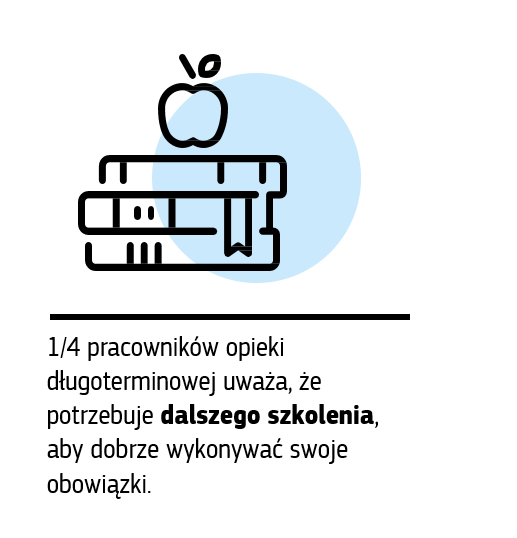 1/4 pracowników opieki
długoterminowej uważa, że
potrzebuje dalszego szkolenia,
aby dobrze wykonywać swoje
obowiązki.